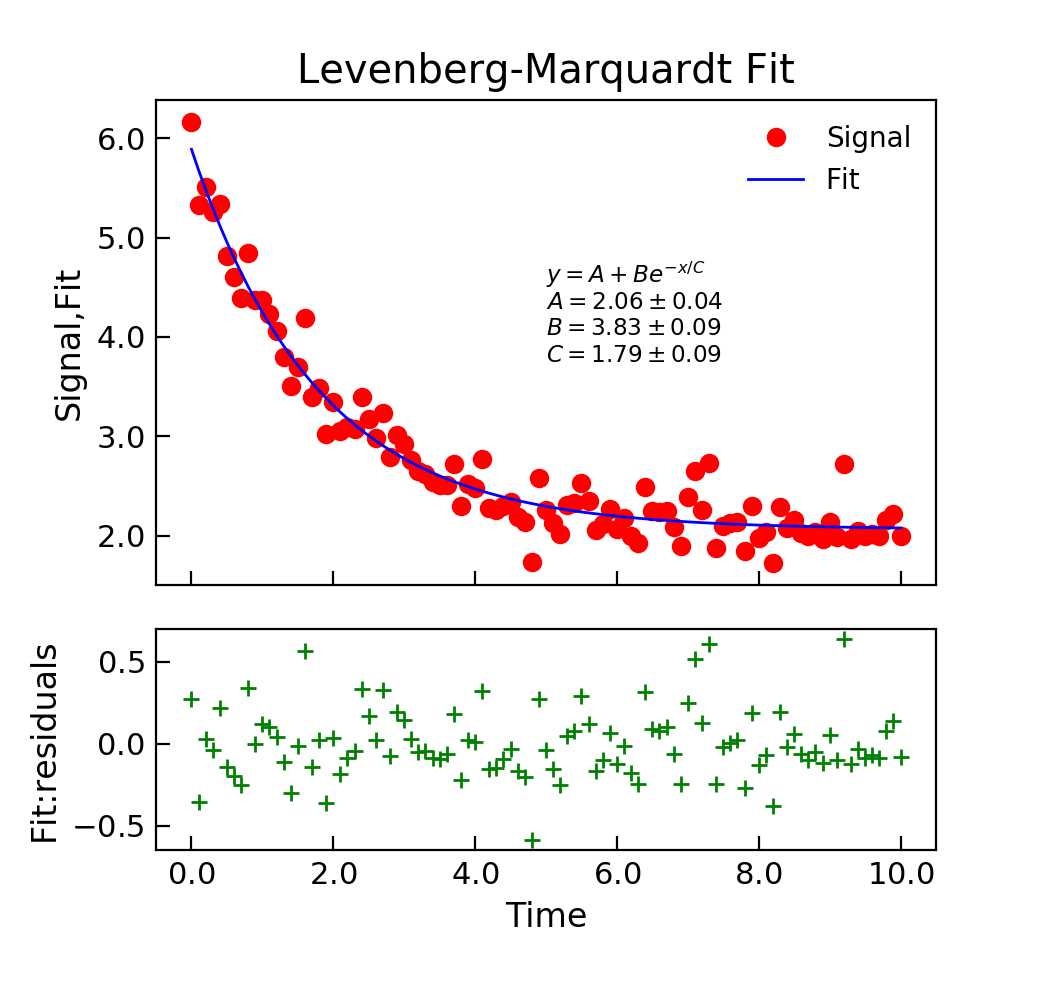 Levenberg-Marquardt Fit
6.0
5.0
4.0
3.0
2.0
Signal,Fit
Signal
Fit
y = A + Be^{-x/C}
A = 2.06 ± 0.04
B = 3.83 ± 0.09
C = 1.79 ± 0.09
0.5
0.0
−0.5
Fit:residuals
0.0 2.0 4.0 6.0 8.0 10.0
Time